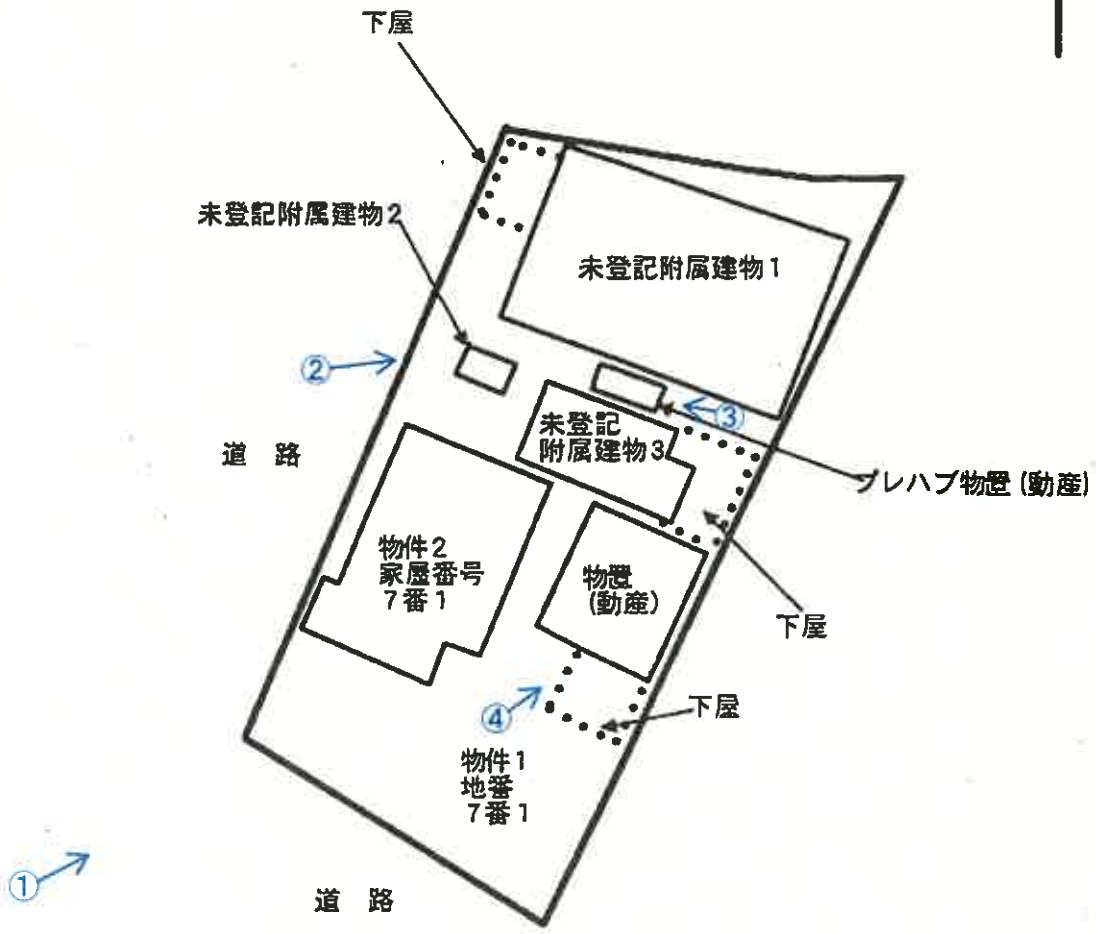 下屋
未登記附属建物2
未登記附属建物1
②
③
未登記
附属建物3
道 路
プレハブ物置(動産)
物件2
家屋番号
7番1
物置
(動産)
下屋
④
下屋
物件1
地番
7番1
①
道 路